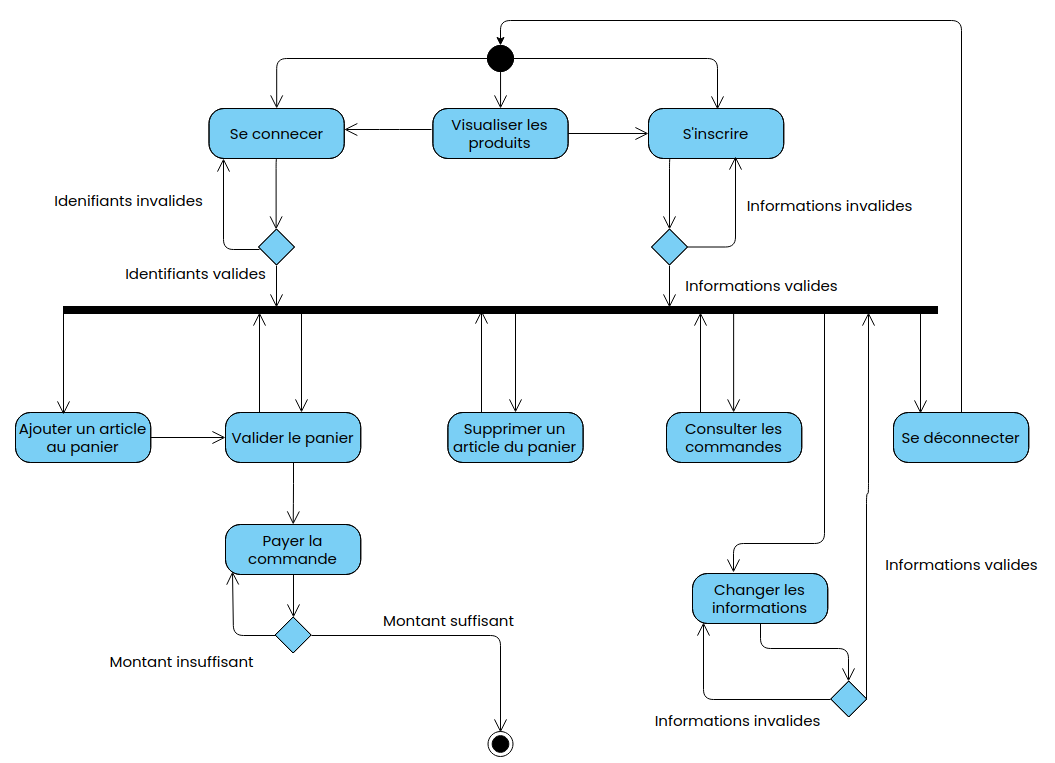 Se connecer
Visualiser les
produits
S'inscrire
Idenifiants invalides
Informations invalides
Identifiants valides
Informations valides
Ajouter un article
au panier
Valider le panier
Supprimer un
article du panier
Consulter les
commandes
Se déconnecter
Payer la
commande
Informations valides
Changer les
informations
Montant suffisant
Montant insuffisant
Informations invalides